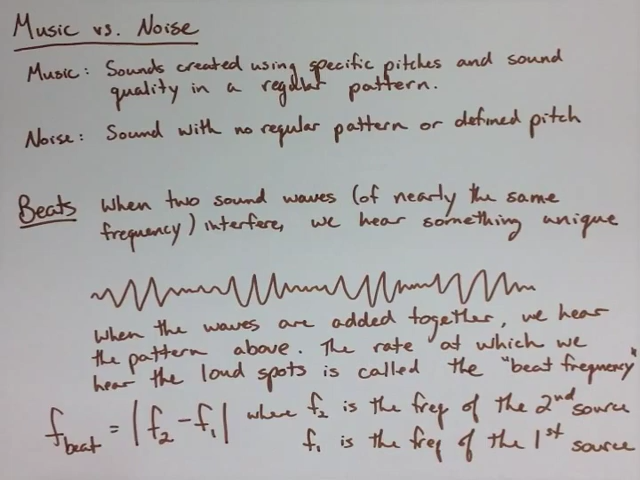 Music vs. Noise
Music: Sounds created using specific pitches and sound
quality in a regular pattern.
Noise: Sound with no regular pattern or defined pitch
Beats When two sound waves (of nearly the same
frequency) interfere, we hear something unique
When the waves are added together, we hear
the pattern above. The rate at which we
hear the loud spots is called the "beat frequency"
f_beat = |f₂ - f₁| where f₂ is the freq of the 2nd source
f₁ is the freq of the 1st source